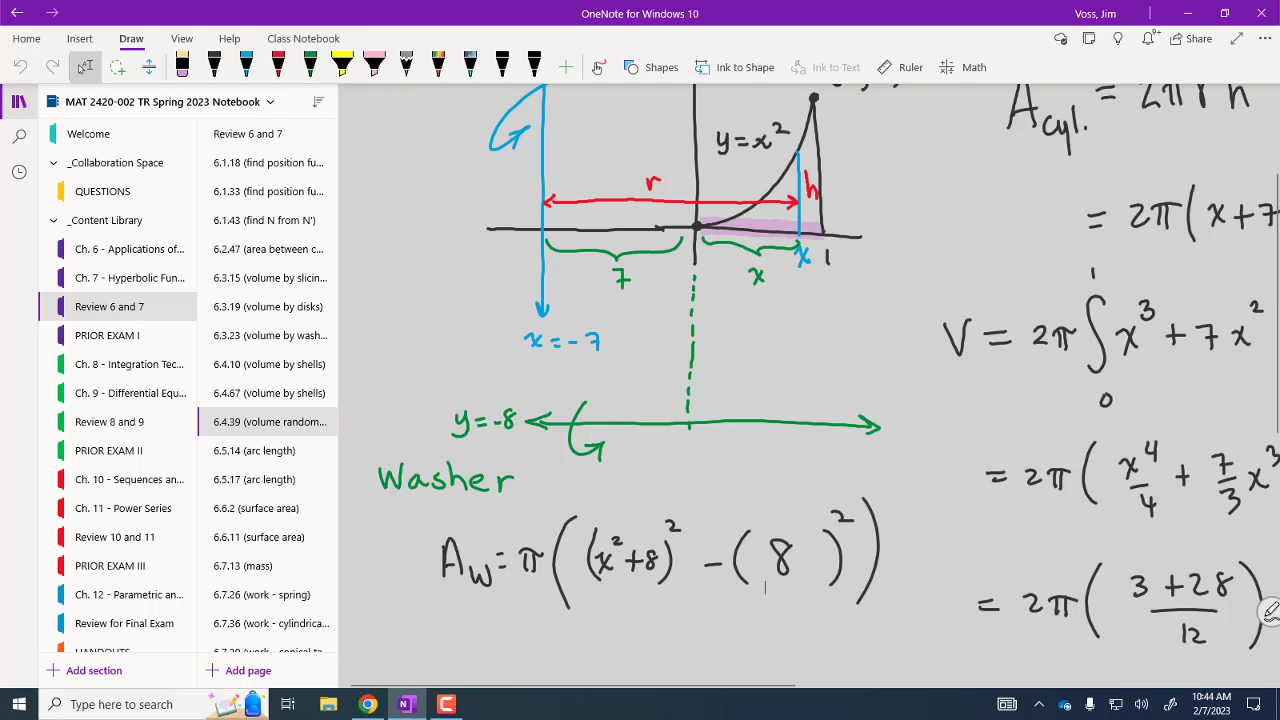 OneNote for Windows 10
Voss, Jim
Home Insert Draw View Help Class Notebook
Share
Shapes Ink to Shape Ink to Text Ruler Math
MAT 2420-002 TR Spring 2023 Notebook
Welcome
_Collaboration Space
QUESTIONS
_Content Library
Ch. 6 - Applications of...
Ch. 7 - Hyperbolic Fun...
Review 6 and 7
PRIOR EXAM I
Ch. 8 - Integration Tec...
Ch. 9 - Differential Equ...
Review 8 and 9
PRIOR EXAM II
Ch. 10 - Sequences an...
Ch. 11 - Power Series
Review 10 and 11
PRIOR EXAM III
Ch. 12 - Parametric an...
Review for Final Exam
HANDOUTS
Add section
Review 6 and 7
6.1.18 (find position fu...
6.1.33 (find position fu...
6.1.43 (find N from N')
6.2.47 (area between c...
6.3.15 (volume by slicin...
6.3.19 (volume by disks)
6.3.23 (volume by wash...
6.4.10 (volume by shells)
6.4.67 (volume by shells)
6.4.39 (volume random...
6.5.14 (arc length)
6.5.17 (arc length)
6.6.2 (surface area)
6.6.11 (surface area)
6.7.13 (mass)
6.7.26 (work - spring)
6.7.36 (work - cylindrica...
Add page
y = x²
r
h
7
x
x
1
x = -7
y = -8
Washer
A_W = π((x²+8)² - (8)²)
A_cyl. = 2πrh
= 2π(x+7
V = 2π ∫₀¹ x³ + 7x²
= 2π(x⁴/4 + 7/3 x³
= 2π((3+28)/12)
Type here to search
10:44 AM
2/7/2023